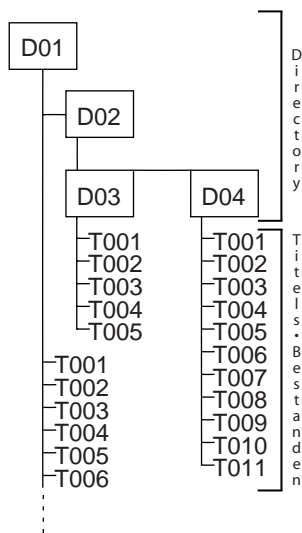 D01
D02
D03
D04
T001
T002
T003
T004
T005
T001
T002
T003
T004
T005
T006
T007
T008
T009
T010
T011
T001
T002
T003
T004
T005
T006
Directory
Titels • Bestanden